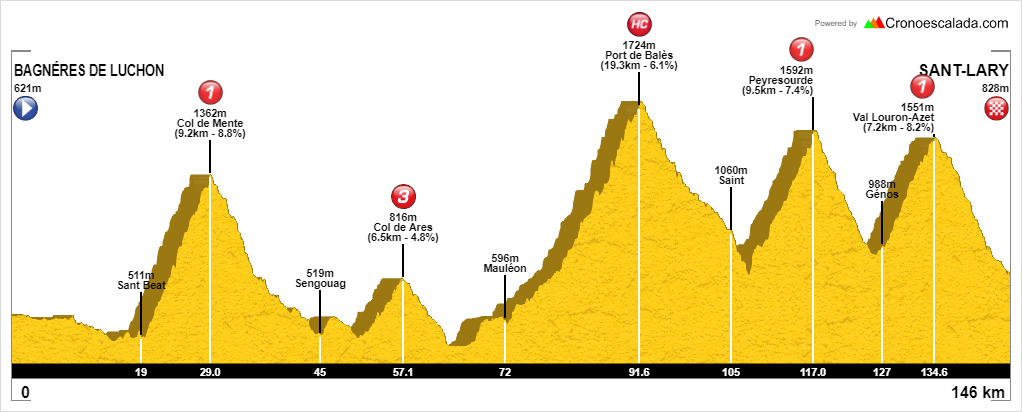 Powered by Cronoescalada.com
BAGNÉRES DE LUCHON
621m
SANT-LARY
828m
511m
Sant Beat
1
1362m
Col de Mente
(9.2km - 8.8%)
519m
Sengouag
3
816m
Col de Ares
(6.5km - 4.8%)
596m
Mauléon
HC
1724m
Port de Balès
(19.3km - 6.1%)
1060m
Saint
1
1592m
Peyresourde
(9.5km - 7.4%)
988m
Génos
1
1551m
Val Louron-Azet
(7.2km - 8.2%)
19 29.0 45 57.1 72 91.6 105 117.0 127 134.6
0 146 km